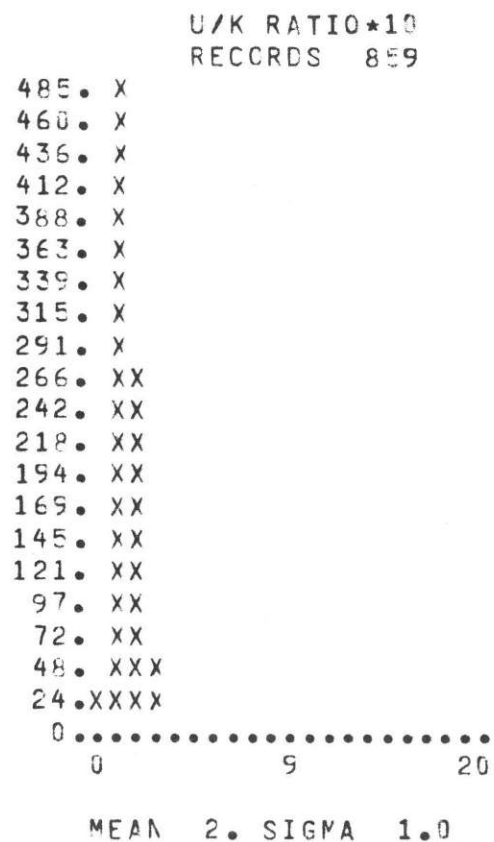 U/K RATIO*10
RECORDS 859
485. X
460. X
436. X
412. X
388. X
363. X
339. X
315. X
291. X
266. XX
242. XX
218. XX
194. XX
169. XX
145. XX
121. XX
97. XX
72. XX
48. XXX
24.XXXX
0....................
0 9 20
MEAN 2. SIGMA 1.0